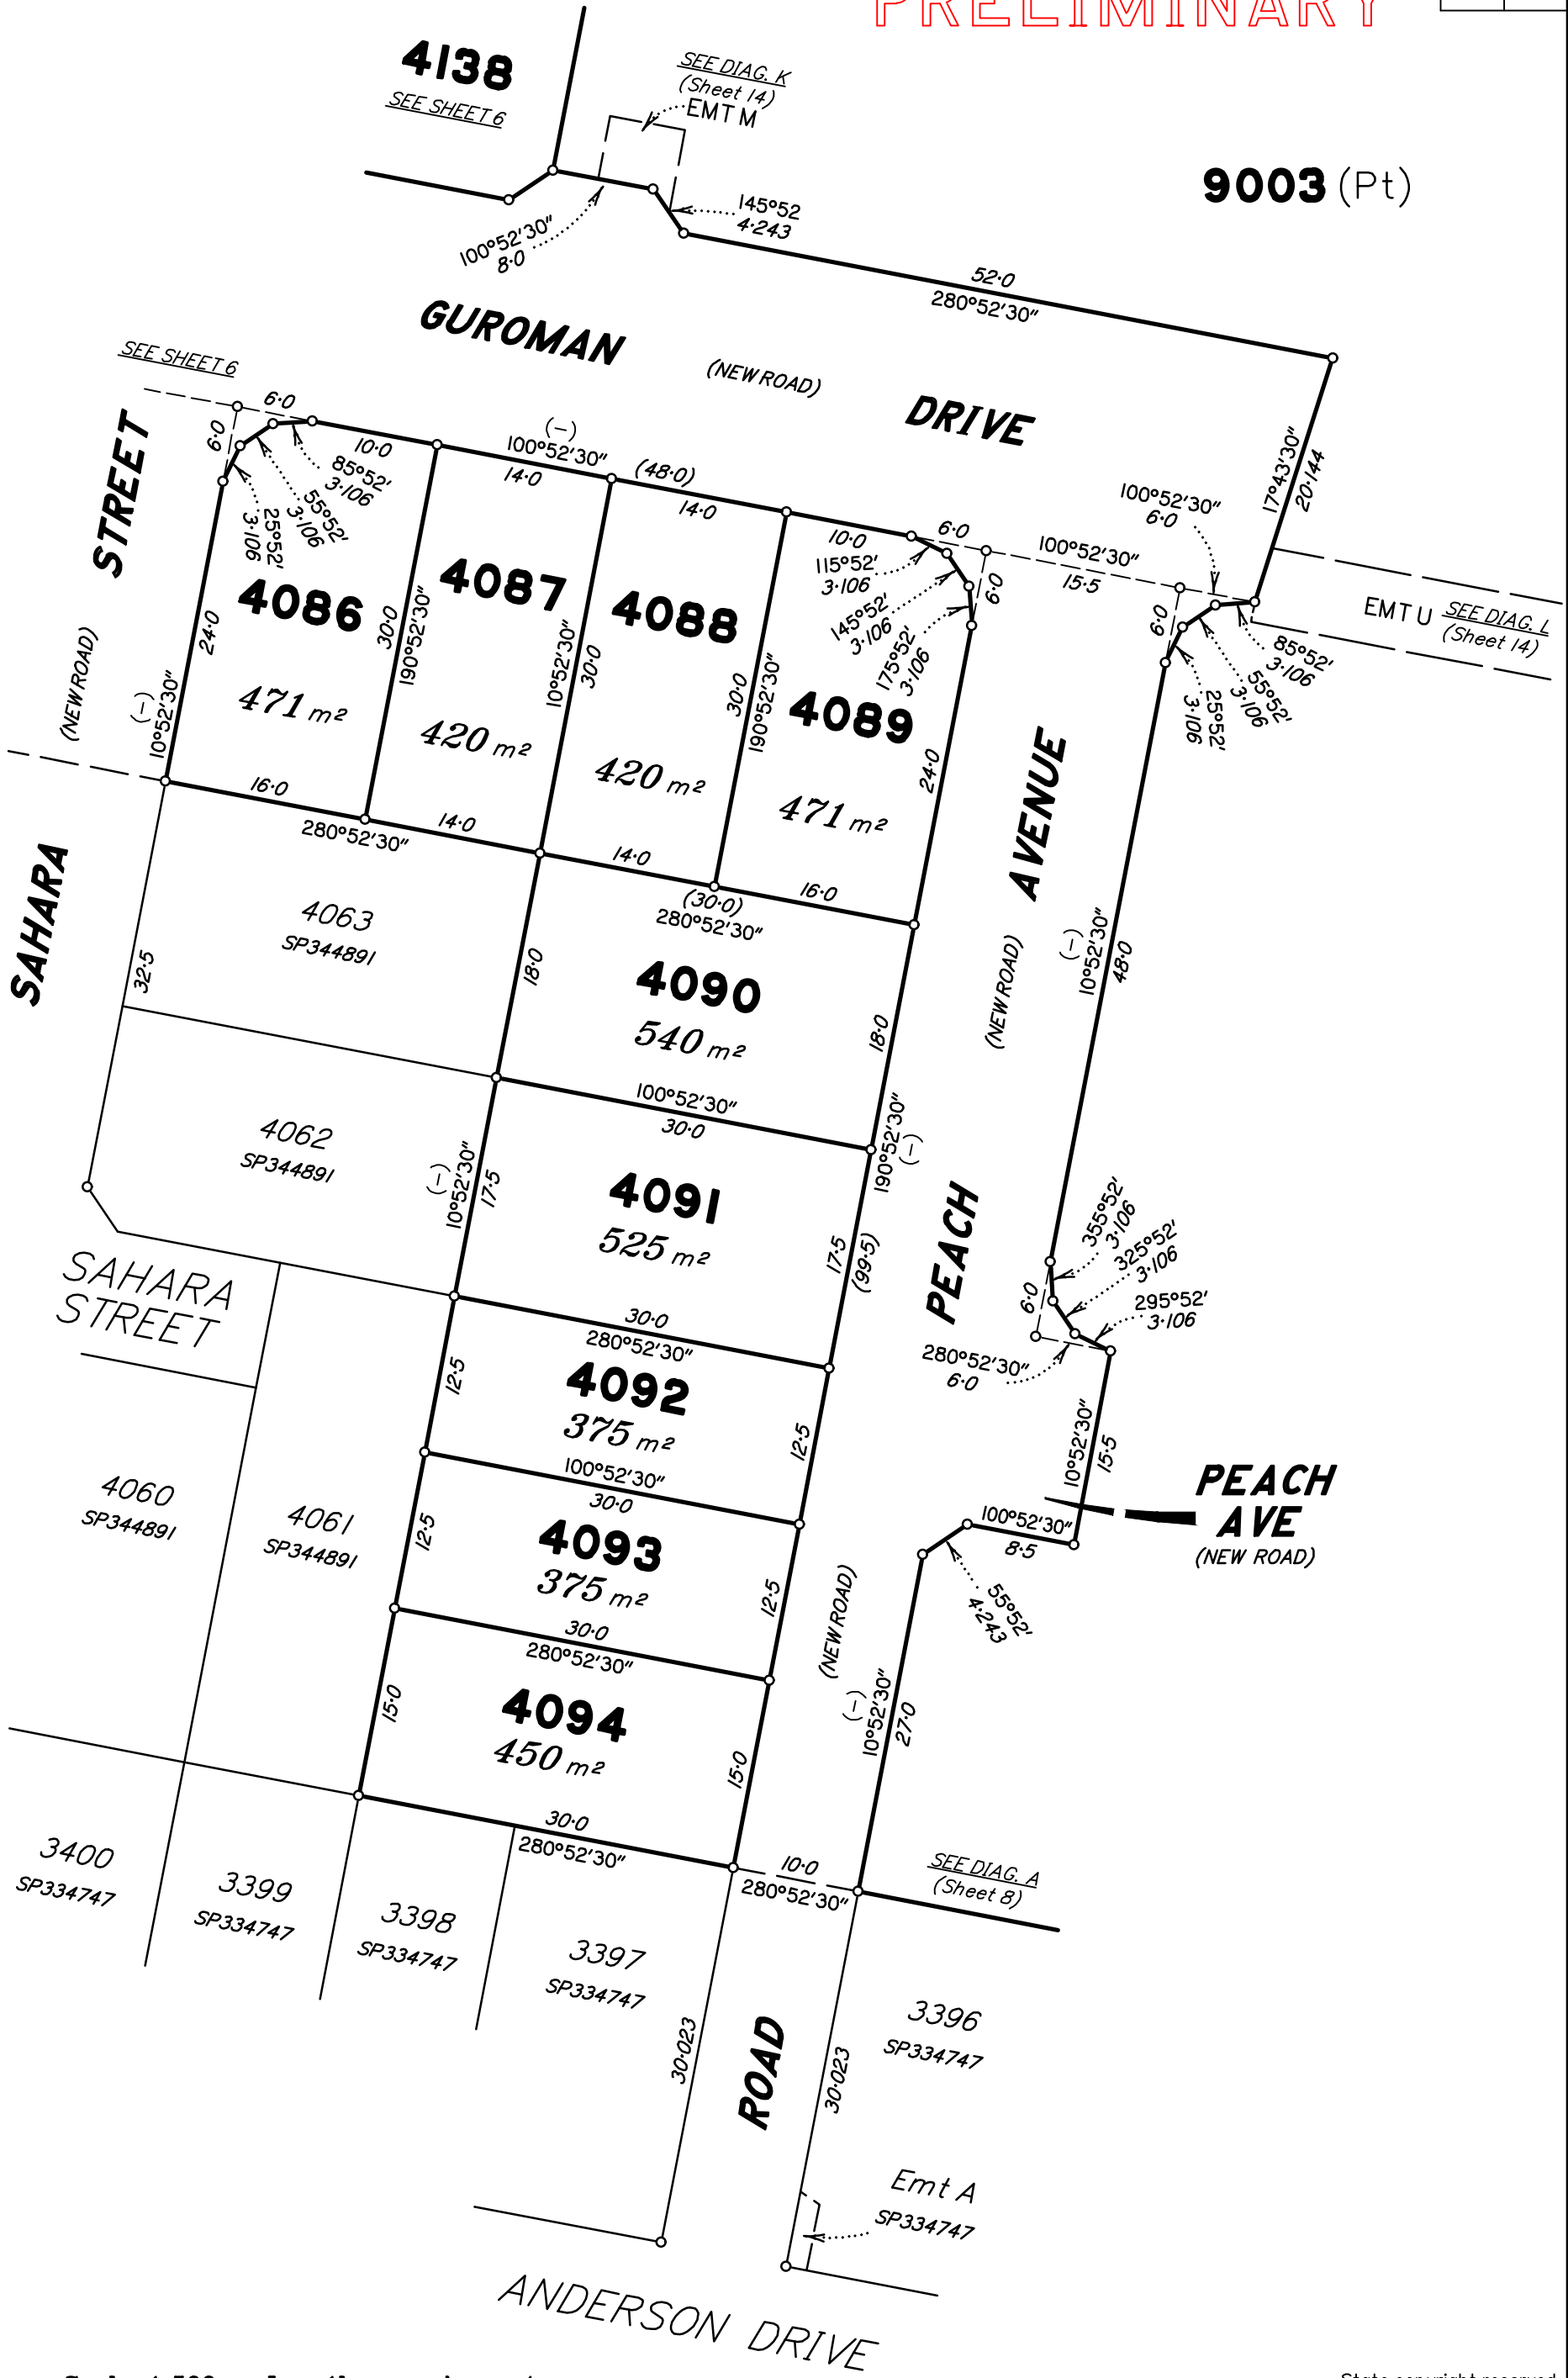 PRELIMINARY
4138
SEE SHEET 6
SEE DIAG. K
(Sheet 14)
EMT M
9003 (Pt)
145°52
4·243
100°52'30"
8·0
52·0
280°52'30"
GUROMAN
(NEW ROAD)
DRIVE
SEE SHEET 6
6·0
6·0
10·0
(-)
100°52'30"
14·0
(48·0)
14·0
10·0
6·0
6·0
85°52'
3·106
55°52'
3·106
25°52'
3·106
115°52'
3·106
145°52'
3·106
175°52'
3·106
100°52'30"
15·5
100°52'30"
6·0
17°43'30"
20·144
6·0
85°52'
3·106
55°52'
3·106
25°52'
3·106
EMT U
SEE DIAG. L
(Sheet 14)
STREET
(NEW ROAD)
SAHARA
24·0
(-)
10°52'30"
4086
471 m²
30·0
190°52'30"
4087
420 m²
10°52'30"
30·0
4088
420 m²
30·0
190°52'30"
4089
471 m²
24·0
16·0
280°52'30"
14·0
14·0
16·0
(30·0)
280°52'30"
4063
SP344891
32·5
18·0
4090
540 m²
18·0
AVENUE
(NEW ROAD)
(-)
10°52'30"
48·0
100°52'30"
30·0
190°52'30"
(-)
4062
SP344891
(-)
10°52'30"
17·5
4091
525 m²
17·5
(99·5)
PEACH
355°52'
3·106
325°52'
3·106
295°52'
3·106
6·0
280°52'30"
6·0
SAHARA
STREET
30·0
280°52'30"
12·5
4092
375 m²
12·5
100°52'30"
30·0
10°52'30"
15·5
PEACH
AVE
(NEW ROAD)
100°52'30"
8·5
55°52'
4·243
4060
SP344891
4061
SP344891
12·5
4093
375 m²
12·5
(NEW ROAD)
30·0
280°52'30"
(-)
10°52'30"
27·0
15·0
4094
450 m²
15·0
30·0
280°52'30"
10·0
280°52'30"
SEE DIAG. A
(Sheet 8)
3400
SP334747
3399
SP334747
3398
SP334747
3397
SP334747
3396
SP334747
30·023
ROAD
30·023
Emt A
SP334747
ANDERSON DRIVE